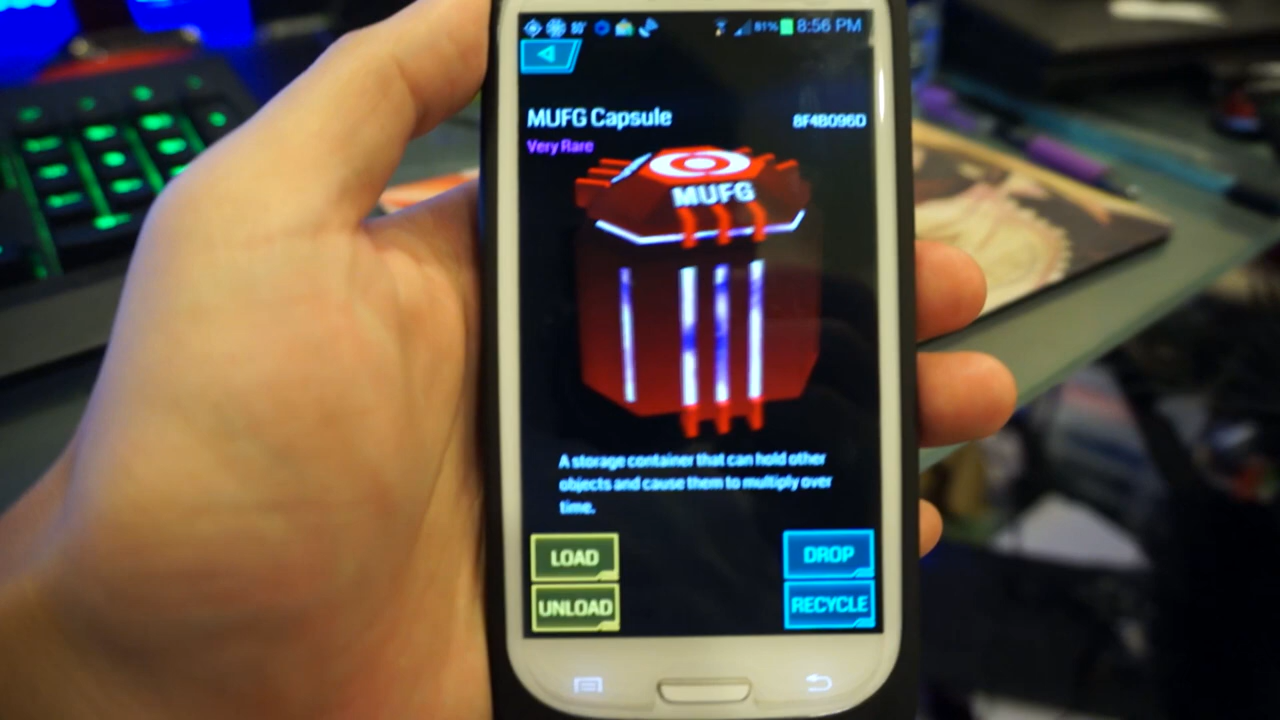 81% 8:56 PM
MUFG Capsule 8F4B096D
Very Rare
MUFG
A storage container that can hold other
objects and cause them to multiply over
time.
LOAD DROP
UNLOAD RECYCLE